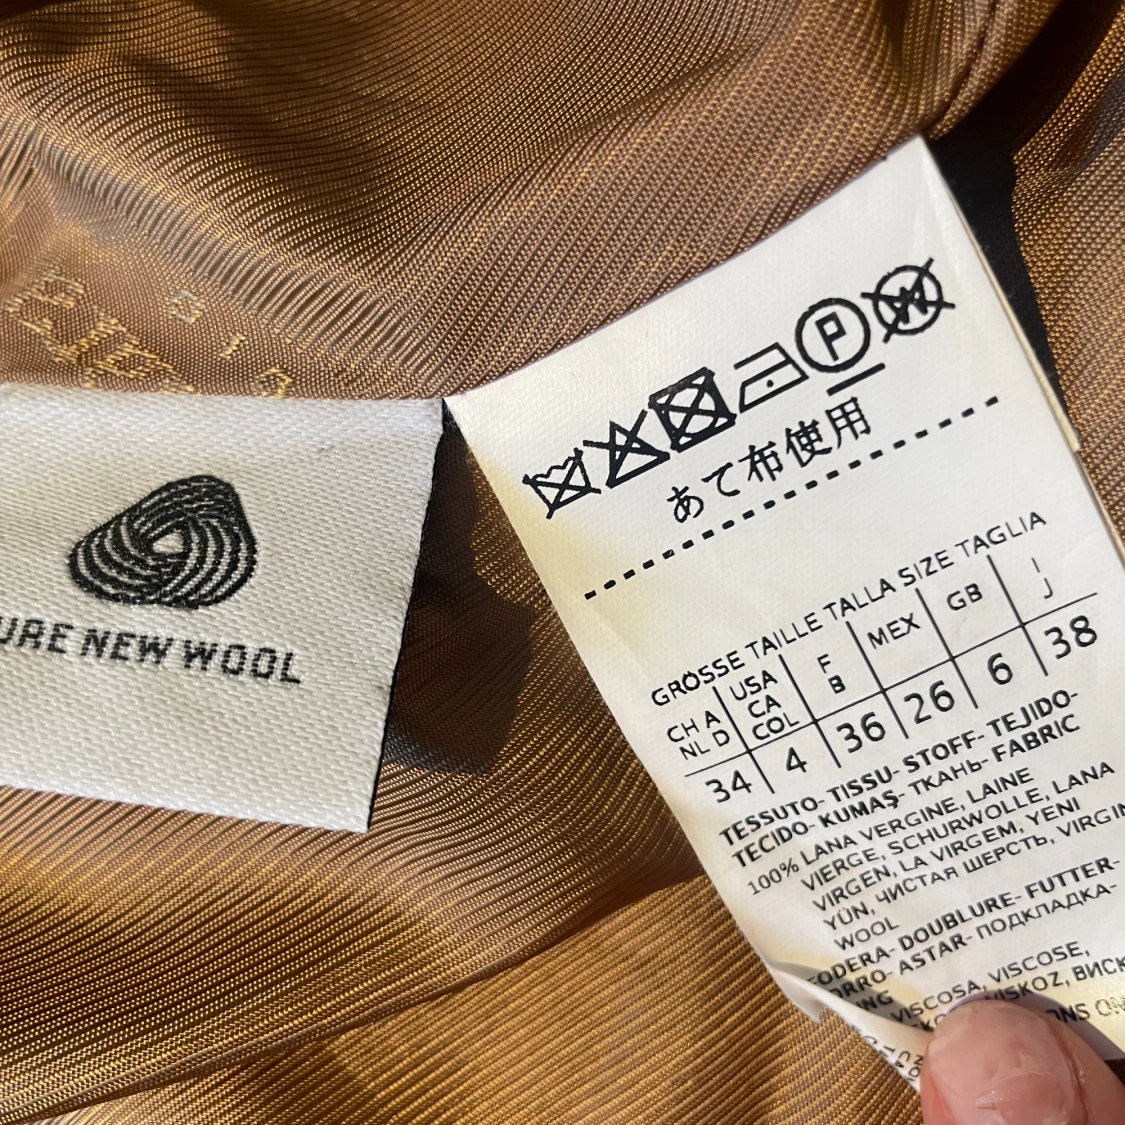 URE NEW WOOL
P
W
あて布使用
GRÖSSE TAILLE TALLA SIZE TAGLIA
CH A NL D
USA CA COL
F B
MEX
GB
I J
34 4 36 26 6 38
TESSUTO- TISSU- STOFF- TEJIDO-
TECIDO- KUMAŞ- ТКАНЬ- FABRIC
100% LANA VERGINE, LAINE
VIERGE, SCHURWOLLE, LANA
VIRGEN, LA VIRGEM, YENI
YÜN, ЧИСТАЯ ШЕРСТЬ, VIRGIN
WOOL
FODERA- DOUBLURE- FUTTER-
ORRO- ASTAR- ПОДКЛАДКА-
VISCOSA, VISCOSE,
VISKOZ, ВИСК